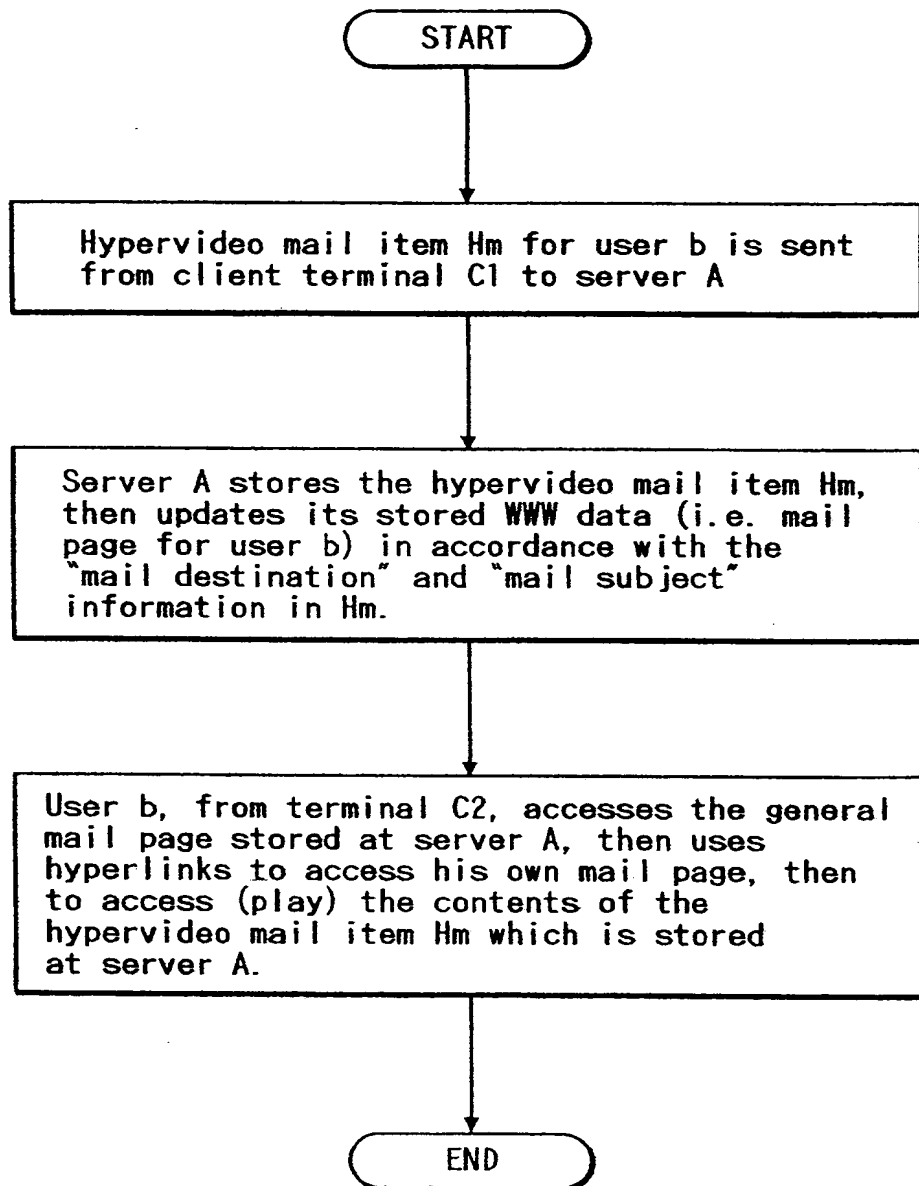 START
Hypervideo mail item Hm for user b is sent
from client terminal C1 to server A
Server A stores the hypervideo mail item Hm,
then updates its stored WWW data (i.e. mail
page for user b) in accordance with the
"mail destination" and "mail subject"
information in Hm.
User b, from terminal C2, accesses the general
mail page stored at server A, then uses
hyperlinks to access his own mail page, then
to access (play) the contents of the
hypervideo mail item Hm which is stored
at server A.
END